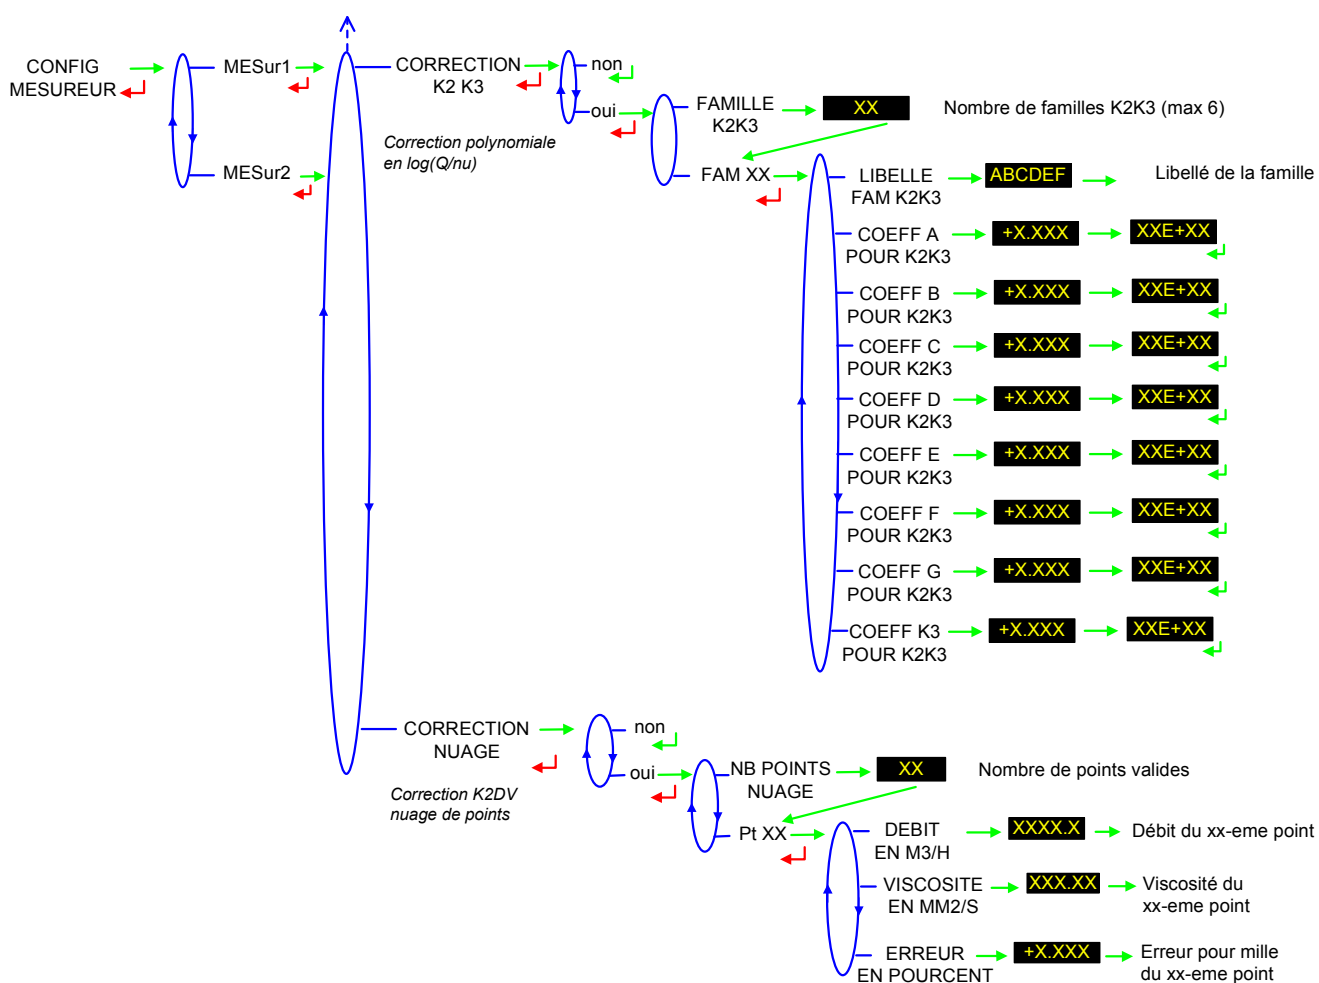 CONFIG
MESUREUR
MESur1
MESur2
CORRECTION
K2 K3
Correction polynomiale
en log(Q/nu)
non
oui
FAMILLE
K2K3
XX
Nombre de familles K2K3 (max 6)
FAM XX
LIBELLE
FAM K2K3
ABCDEF
Libellé de la famille
COEFF A
POUR K2K3
+X.XXX
XXE+XX
COEFF B
POUR K2K3
+X.XXX
XXE+XX
COEFF C
POUR K2K3
+X.XXX
XXE+XX
COEFF D
POUR K2K3
+X.XXX
XXE+XX
COEFF E
POUR K2K3
+X.XXX
XXE+XX
COEFF F
POUR K2K3
+X.XXX
XXE+XX
COEFF G
POUR K2K3
+X.XXX
XXE+XX
COEFF K3
POUR K2K3
+X.XXX
XXE+XX
CORRECTION
NUAGE
Correction K2DV
nuage de points
non
oui
NB POINTS
NUAGE
XX
Nombre de points valides
Pt XX
DEBIT
EN M3/H
XXXX.X
Débit du xx-eme point
VISCOSITE
EN MM2/S
XXX.XX
Viscosité du
xx-eme point
ERREUR
EN POURCENT
+X.XXX
Erreur pour mille
du xx-eme point